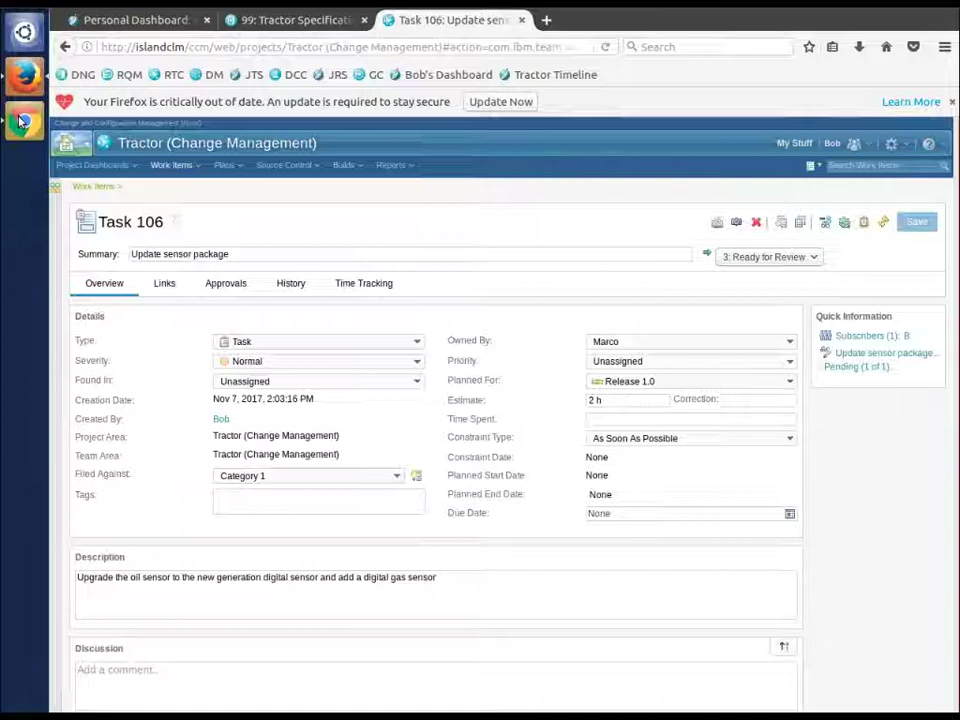 Personal Dashboard: × 99: Tractor Specificati × Task 106: Update sen × +
http://islandclm/ccm/web/projects/Tractor (Change Management)#action=com.ibm.team Search
DNG RQM RTC DM JTS DCC JRS GC Bob's Dashboard Tractor Timeline
Your Firefox is critically out of date. An update is required to stay secure Update Now Learn More ×
Change and Configuration Management (/ccm)
Tractor (Change Management) My Stuff Bob
Project Dashboards Work Items Plans Source Control Builds Reports Search Work Items
Work Items >
Task 106 Save
Summary: Update sensor package 3: Ready for Review
Overview Links Approvals History Time Tracking
Details Quick Information
Type: Task Owned By: Marco Subscribers (1): B
Severity: Normal Priority: Unassigned Update sensor package...
Found In: Unassigned Planned For: Release 1.0 Pending (1 of 1)
Creation Date: Nov 7, 2017, 2:03:16 PM Estimate: 2 h Correction:
Created By: Bob Time Spent:
Project Area: Tractor (Change Management) Constraint Type: As Soon As Possible
Team Area: Tractor (Change Management) Constraint Date: None
Filed Against: Category 1 Planned Start Date None
Tags: Planned End Date: None
Due Date: None
Description
Upgrade the oil sensor to the new generation digital sensor and add a digital gas sensor
Discussion
Add a comment..